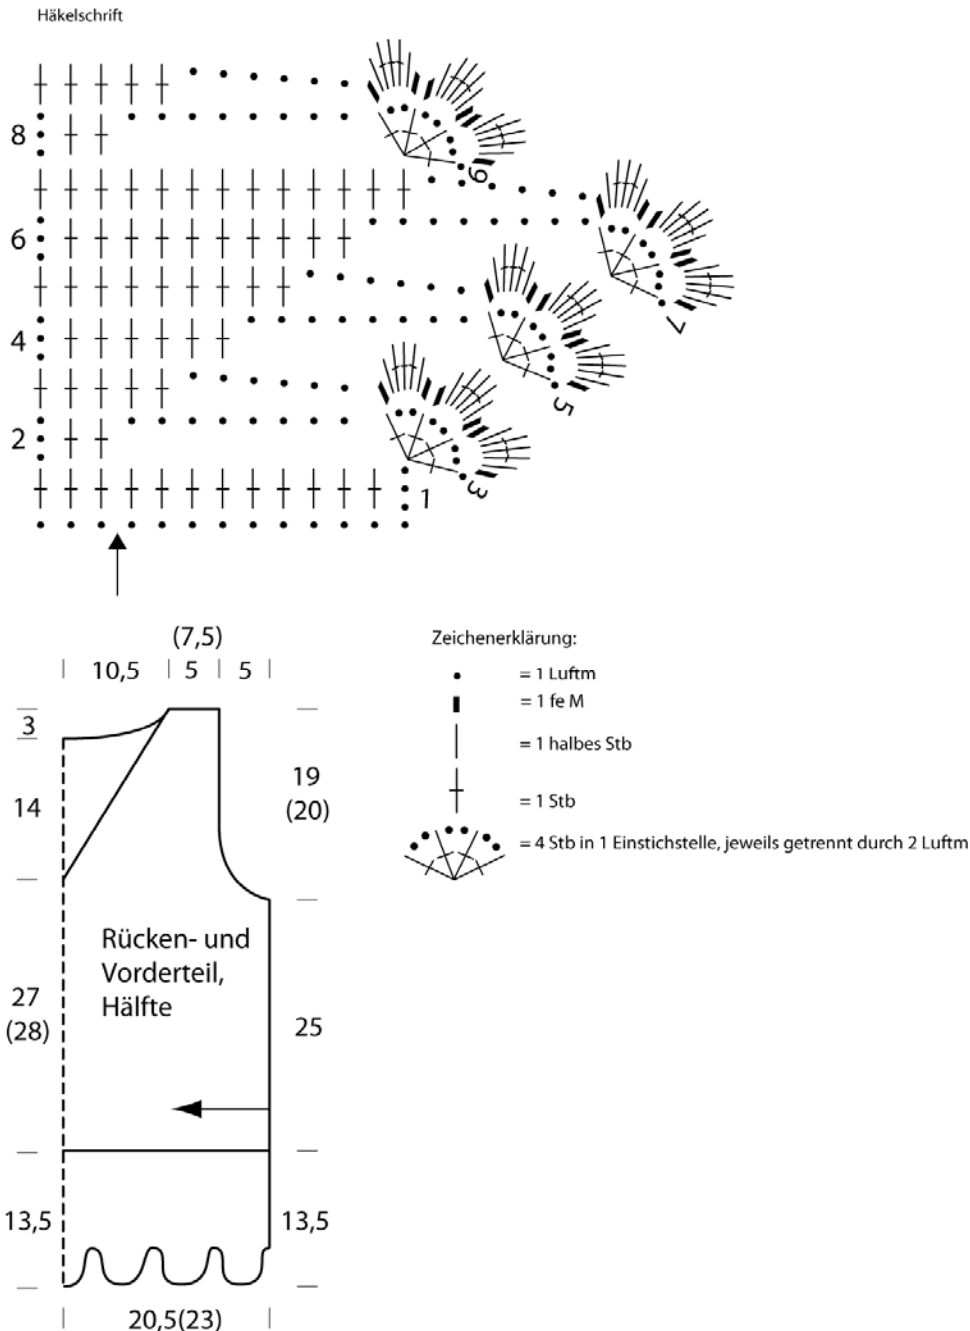 Häkelschrift
8
9
6
7
4
5
2
3
1
(7,5)
10,5 5 5
3
14
19
(20)
Rücken- und
Vorderteil,
Hälfte
27
(28)
25
13,5
13,5
20,5(23)
Zeichenerklärung:
= 1 Luftm
= 1 fe M
= 1 halbes Stb
= 1 Stb
= 4 Stb in 1 Einstichstelle, jeweils getrennt durch 2 Luftm